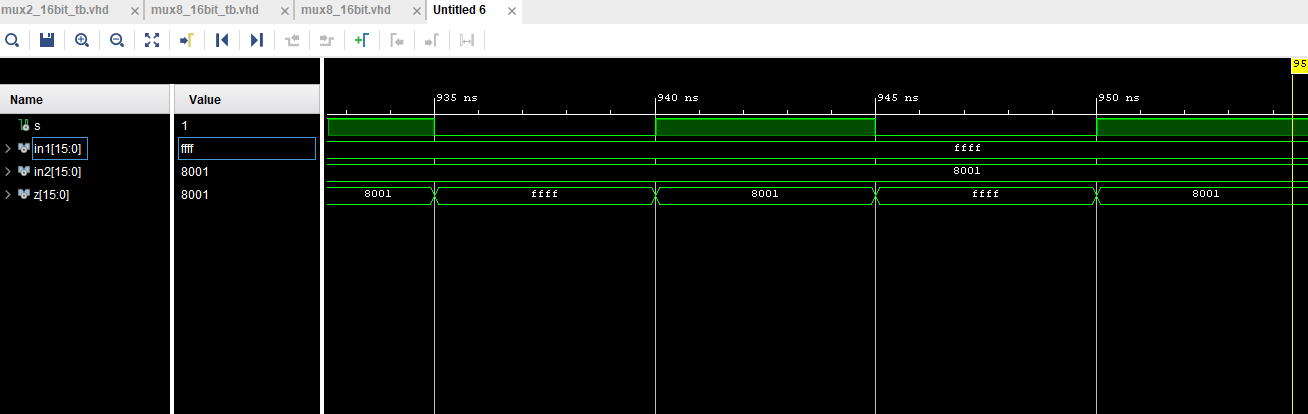 mux2_16bit_tb.vhd mux8_16bit_tb.vhd mux8_16bit.vhd Untitled 6
95
Name Value 935 ns 940 ns 945 ns 950 ns
s 1
in1[15:0] ffff ffff
in2[15:0] 8001 8001
z[15:0] 8001 8001 ffff 8001 ffff 8001